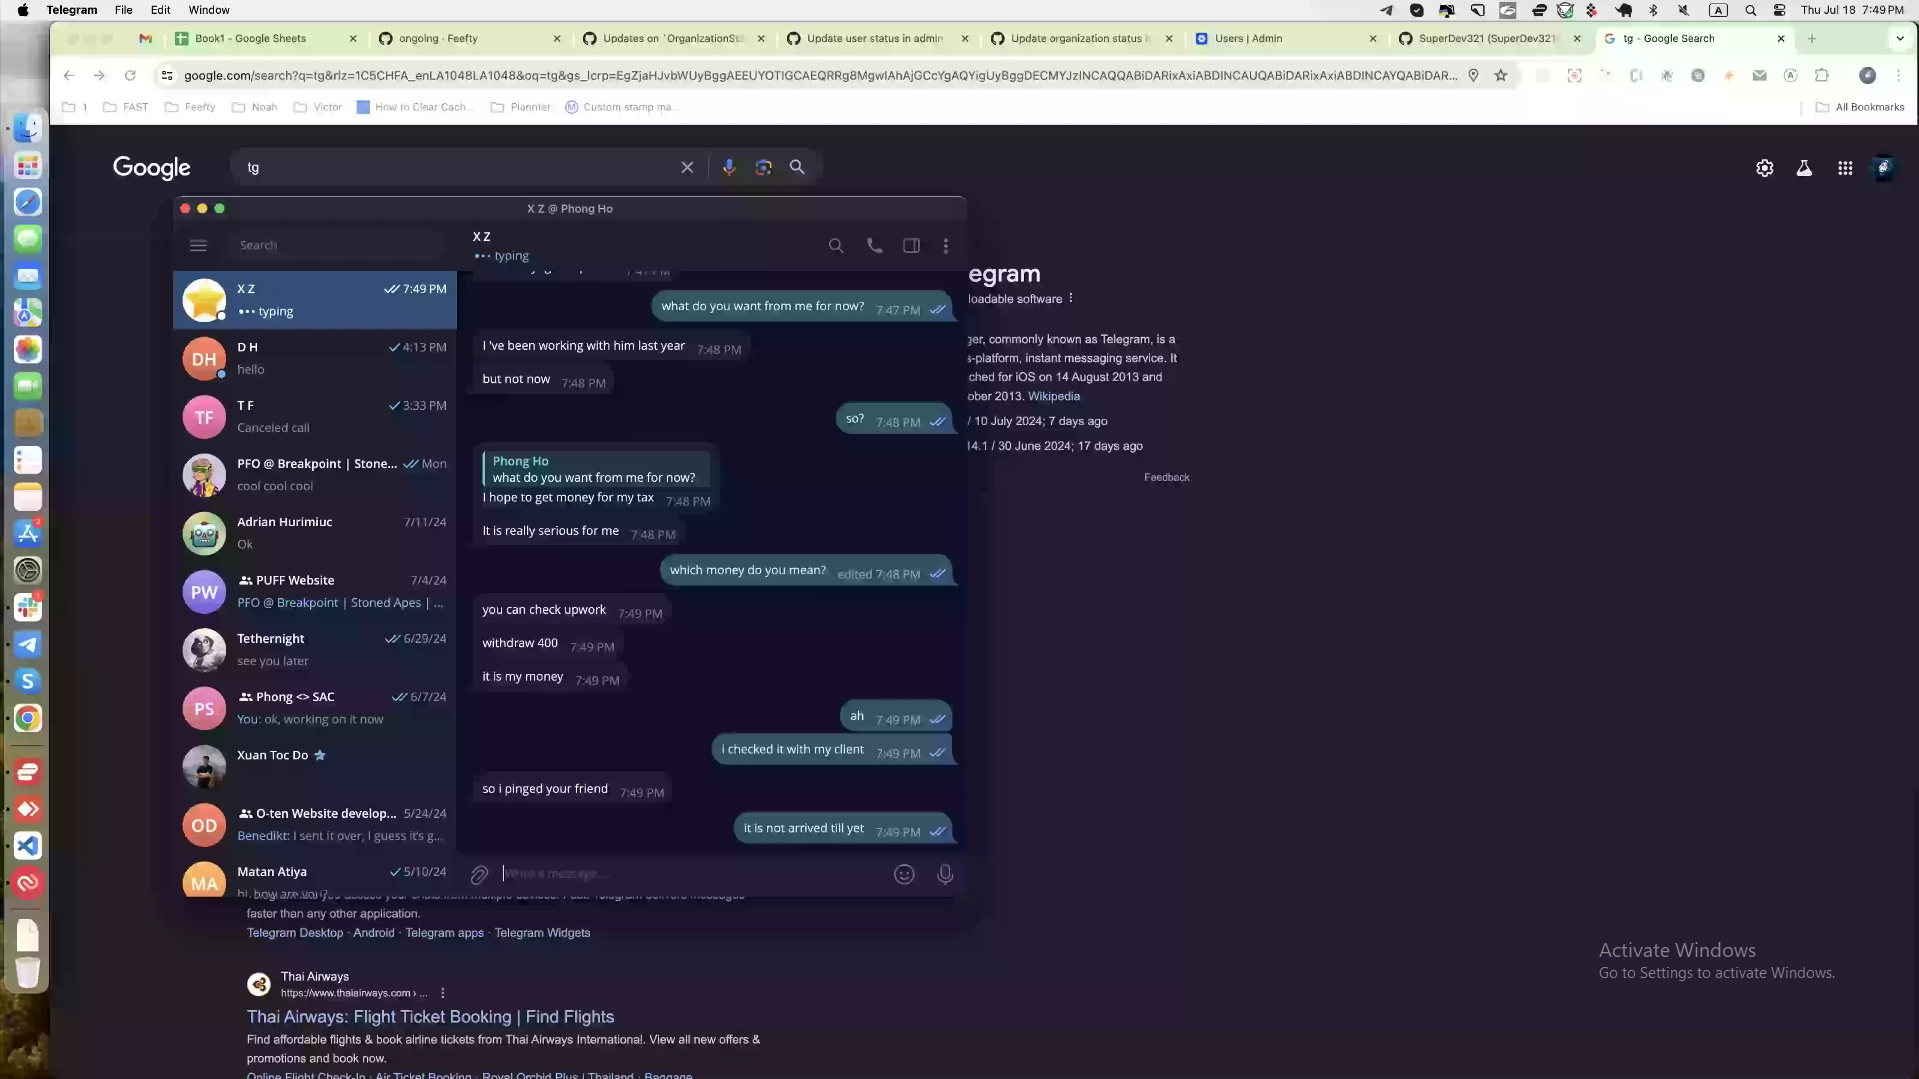 Telegram File Edit Window
A Thu Jul 18 7:49 PM
Book1 - Google Sheets
ongoing - Feefty
Updates on `OrganizationSta
Update user status in admin
Update organization status i
Users | Admin
SuperDev321 (SuperDev321
tg - Google Search
google.com/search?q=tg&rlz=1C5CHFA_enLA1048LA1048&oq=tg&gs_lcrp=
1
FAST
Feefty
Noah
Victor
How to Clear Cach...
Plannter
Custom stamp ma...
All Bookmarks
Google
tg
X Z @ Phong Ho
Search
X Z
typing
X Z
7:49 PM
typing
D H
4:13 PM
hello
DH
T F
3:33 PM
Canceled call
TF
PFO @ Breakpoint | Stone...
Mon
cool cool cool
Adrian Hurimiuc
7/11/24
Ok
PUFF Website
7/4/24
PFO @ Breakpoint | Stoned Apes | ...
PW
Tethernight
6/25/24
see you later
Phong <> SAC
6/7/24
You: ok, working on it now
PS
Xuan Toc Do
O-ten Website develop...
5/24/24
Benedikt: I sent it over, I guess it's g...
OD
Matan Atiya
5/10/24
hi, how are you?
MA
7:47 PM
what do you want from me for now? 7:47 PM
I 've been working with him last year 7:48 PM
but not now 7:48 PM
so? 7:48 PM
Phong Ho
what do you want from me for now?
I hope to get money for my tax 7:48 PM
It is really serious for me 7:48 PM
which money do you mean? edited 7:48 PM
you can check upwork 7:49 PM
withdraw 400 7:49 PM
it is my money 7:49 PM
ah 7:49 PM
i checked it with my client 7:49 PM
so i pinged your friend 7:49 PM
it is not arrived till yet 7:49 PM
Write a message...
egram
loadable software
ger, commonly known as Telegram, is a
s-platform, instant messaging service. It
ched for iOS on 14 August 2013 and
ober 2013. Wikipedia
/ 10 July 2024; 7 days ago
14.1 / 30 June 2024; 17 days ago
Feedback
faster than any other application.
Telegram Desktop · Android · Telegram apps · Telegram Widgets
Thai Airways
https://www.thaiairways.com › ...
Thai Airways: Flight Ticket Booking | Find Flights
Find affordable flights & book airline tickets from Thai Airways International. View all new offers &
promotions and book now.
Online Flight Check-In · Air Ticket Booking · Royal Orchid Plus | Thailand · Baggage
Activate Windows
Go to Settings to activate Windows.